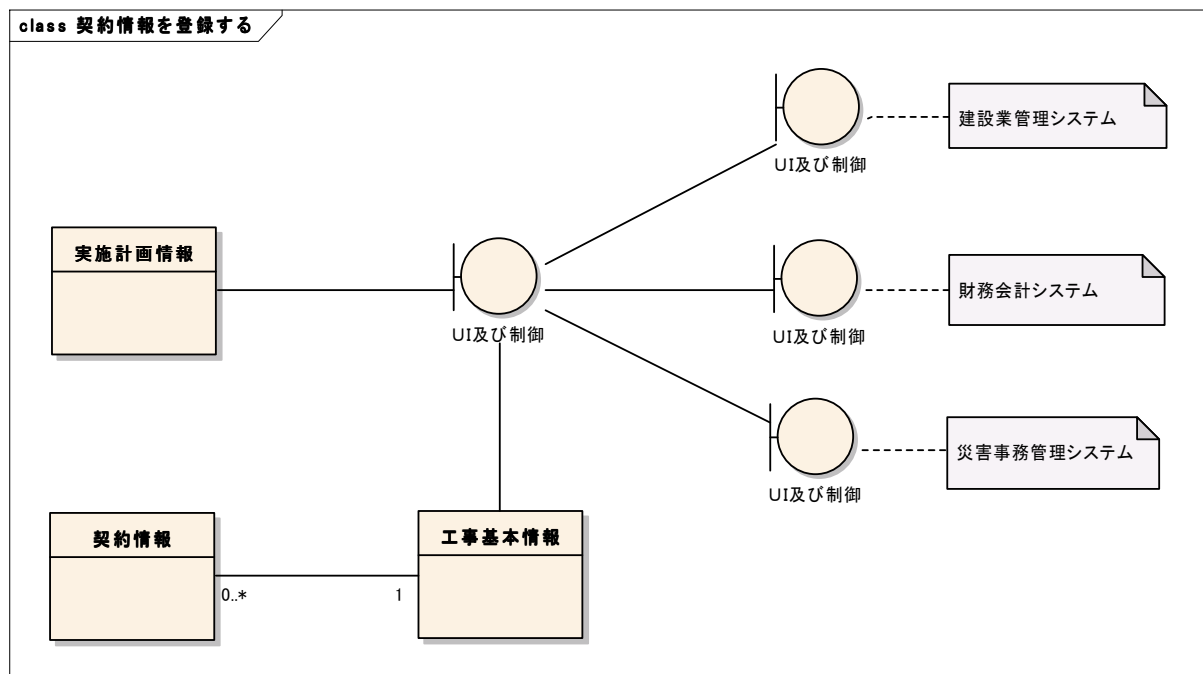 class 契約情報を登録する
UI及び制御
建設業管理システム
実施計画情報
UI及び制御
UI及び制御
財務会計システム
UI及び制御
災害事務管理システム
契約情報
0..*
1
工事基本情報